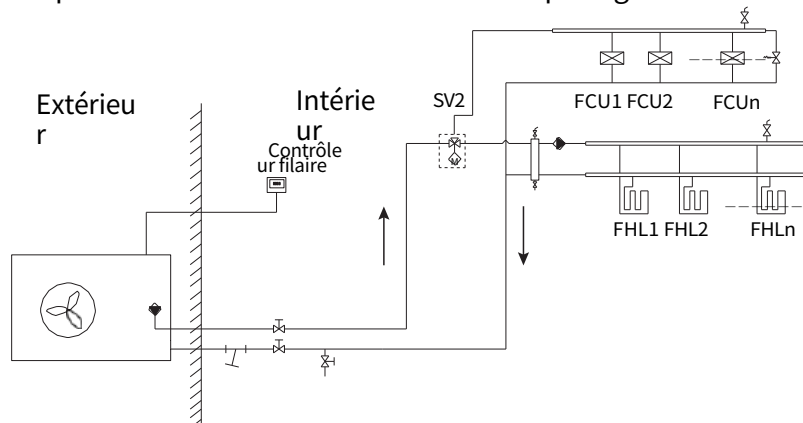 SV2
FCU1 FCU2 FCUn
Extérieu
r
Intérie
ur
Contrôle
ur filaire
FHL1 FHL2 FHLn